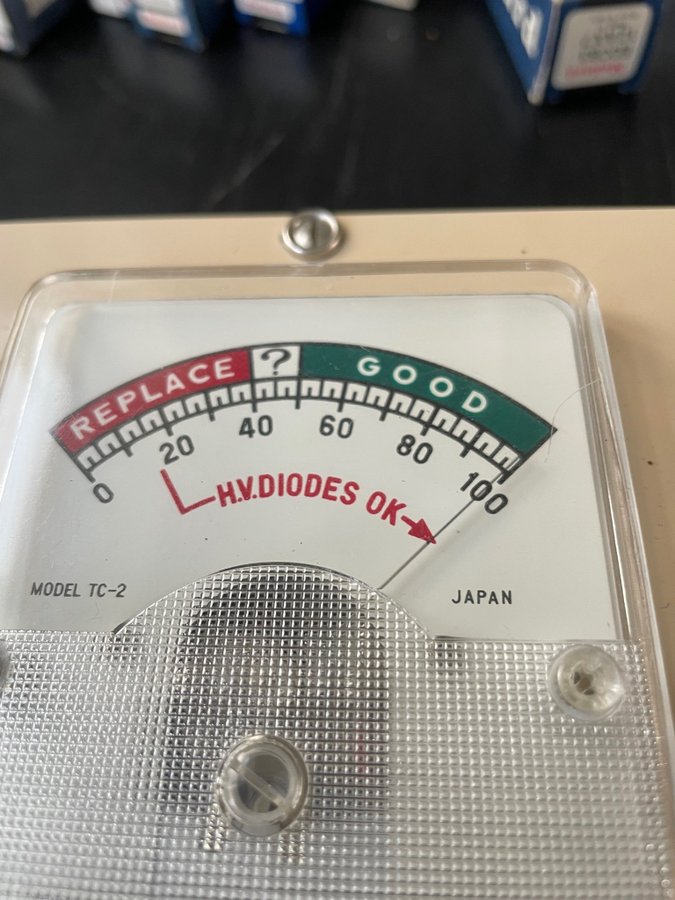 REPLACE ? GOOD
0 20 40 60 80 100
H.V.DIODES OK
MODEL TC-2
JAPAN